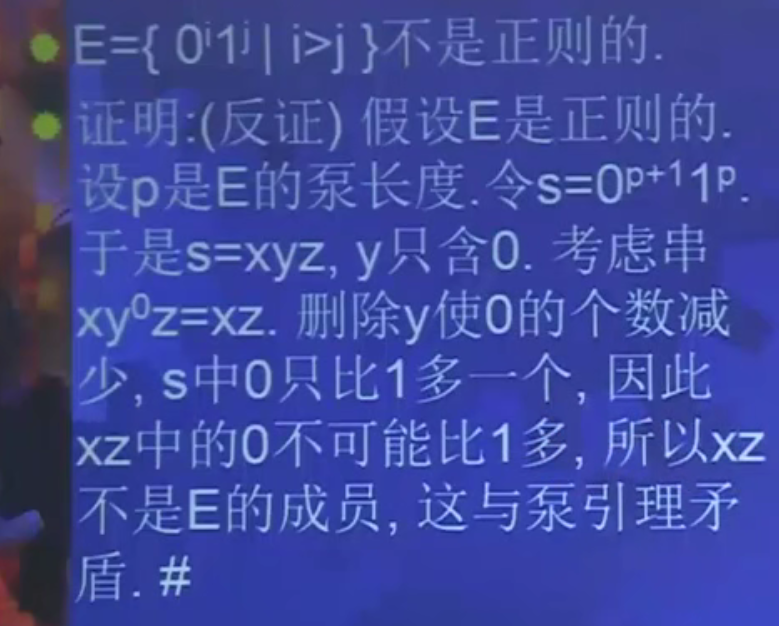 E={ 0ⁱ1ʲ | i>j }不是正则的.
证明:(反证) 假设E是正则的.
设p是E的泵长度.令s=0ᵖ⁺¹1ᵖ.
于是s=xyz, y只含0. 考虑串
xy⁰z=xz. 删除y使0的个数减
少, s中0只比1多一个, 因此
xz中的0不可能比1多, 所以xz
不是E的成员, 这与泵引理矛
盾. #